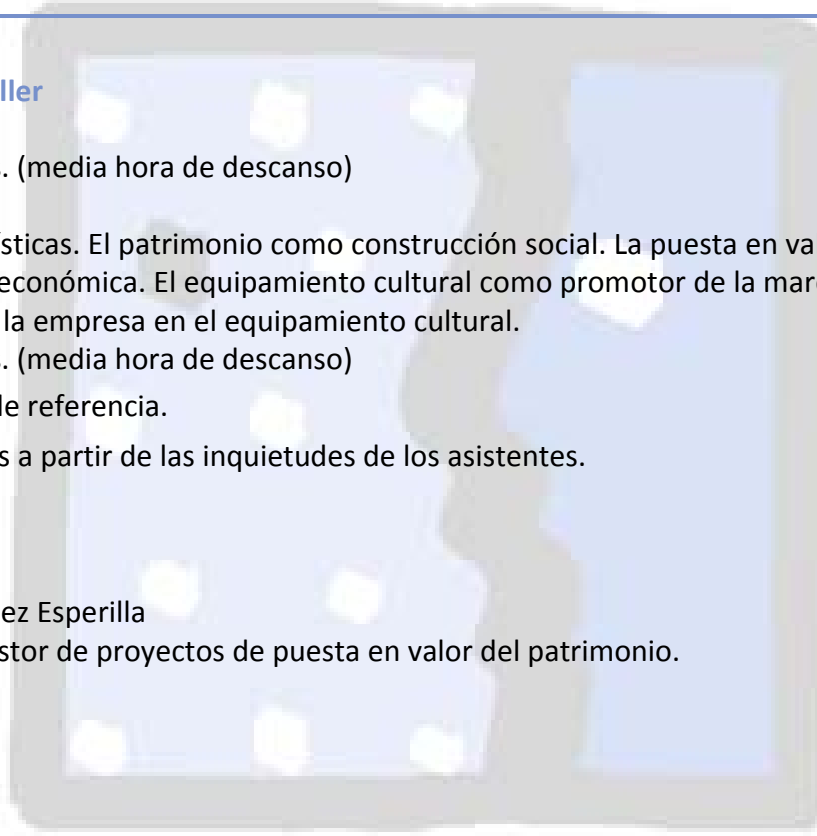 ller
s. (media hora de descanso)
ísticas. El patrimonio como construcción social. La puesta en va
económica. El equipamiento cultural como promotor de la mar
la empresa en el equipamiento cultural.
s. (media hora de descanso)
de referencia.
s a partir de las inquietudes de los asistentes.
ez Esperilla
stor de proyectos de puesta en valor del patrimonio.